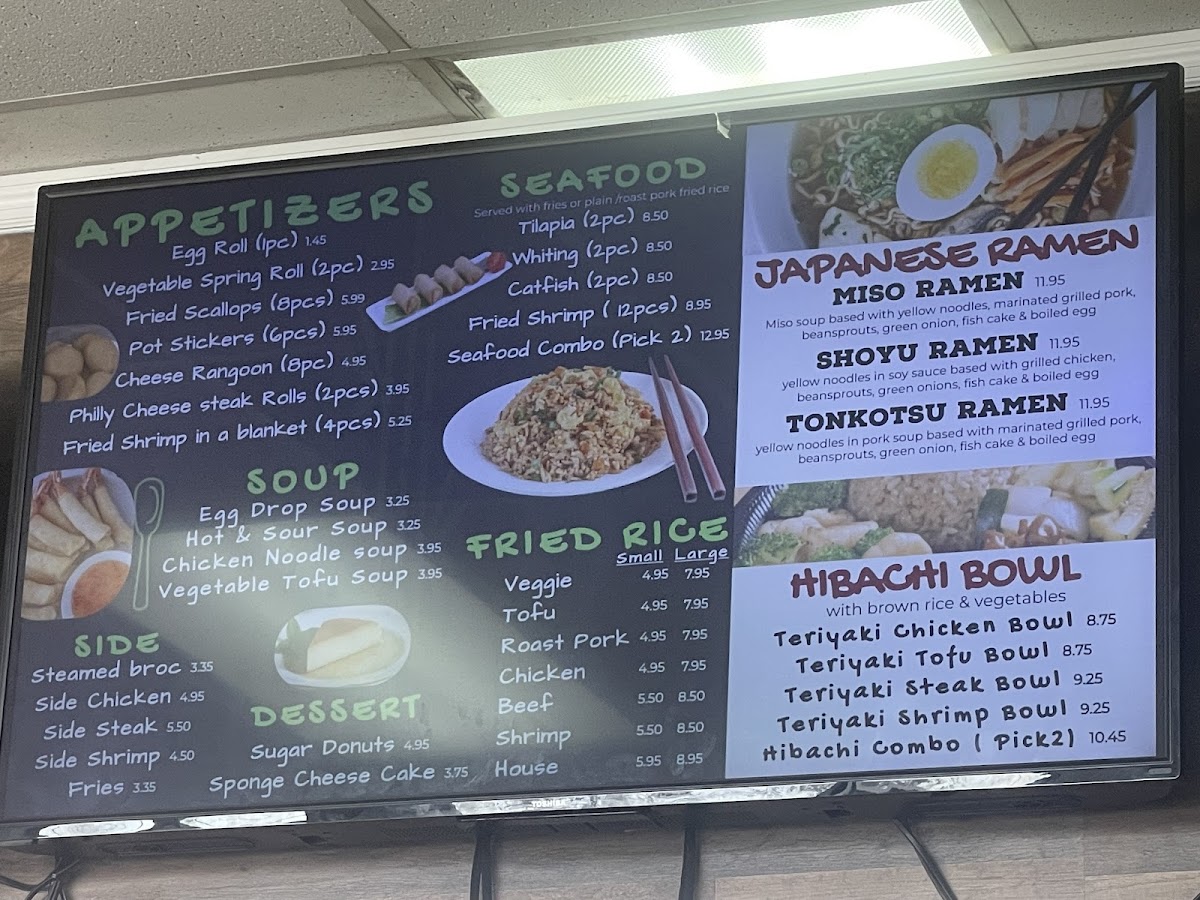 APPETIZERS
Egg Roll (1pc) 1.45
Vegetable Spring Roll (2pc) 2.95
Fried Scallops (8pcs) 5.99
Pot Stickers (6pcs) 5.95
Cheese Rangoon (8pc) 4.95
Philly Cheese steak Rolls (2pcs) 3.95
Fried Shrimp in a blanket (4pcs) 5.25
SOUP
Egg Drop Soup 3.25
Hot & Sour Soup 3.25
Chicken Noodle soup 3.95
Vegetable Tofu Soup 3.95
SIDE
Steamed broc 3.35
Side Chicken 4.95
Side Steak 5.50
Side Shrimp 4.50
Fries 3.35
DESSERT
Sugar Donuts 4.95
Sponge Cheese Cake 3.75
SEAFOOD
Served with fries or plain /roast pork fried rice
Tilapia (2pc) 8.50
Whiting (2pc) 8.50
Catfish (2pc) 8.50
Fried Shrimp ( 12pcs) 8.95
Seafood Combo (Pick 2) 12.95
FRIED RICE
Small Large
Veggie 4.95 7.95
Tofu 4.95 7.95
Roast Pork 4.95 7.95
Chicken 4.95 7.95
Beef 5.50 8.50
Shrimp 5.50 8.50
House 5.95 8.95
JAPANESE RAMEN
MISO RAMEN 11.95
Miso soup based with yellow noodles, marinated grilled pork,
beansprouts, green onion, fish cake & boiled egg
SHOYU RAMEN 11.95
yellow noodles in soy sauce based with grilled chicken,
beansprouts, green onions, fish cake & boiled egg
TONKOTSU RAMEN 11.95
yellow noodles in pork soup based with marinated grilled pork,
beansprouts, green onion, fish cake & boiled egg
HIBACHI BOWL
with brown rice & vegetables
Teriyaki Chicken Bowl 8.75
Teriyaki Tofu Bowl 8.75
Teriyaki Steak Bowl 9.25
Teriyaki Shrimp Bowl 9.25
Hibachi Combo ( Pick2) 10.45
TOSHIBA